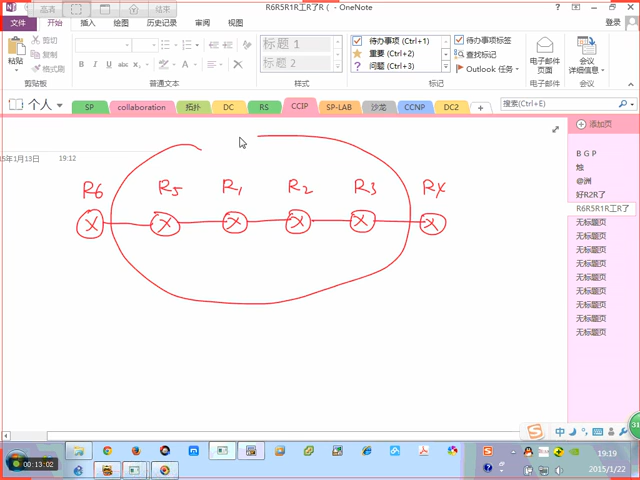 高清 结束
R6R5R1R工R了R ( - OneNote
文件 开始 插入 绘图 历史记录 审阅 视图
登录
粘贴
剪切
复制
格式刷
剪贴板
B I U abc
普通文本
标题 1
标题 2
样式
待办事项 (Ctrl+1)
重要 (Ctrl+2)
问题 (Ctrl+3)
待办事项标签
查找标记
Outlook 任务
标记
电子邮件
页面
电子邮件
会议
详细信息
会议
个人 SP collaboration 拓扑 DC RS CCIP SP-LAB 沙龙 CCNP DC2 +
搜索(Ctrl+E)
添加页
15年1月13日 19:12
R6 R5 R1 R2 R3 R4
X X X X X X
B G P
@洲
好R2R了
R6R5R1R工R了
无标题页
无标题页
无标题页
无标题页
无标题页
无标题页
无标题页
无标题页
无标题页
中
31
00:13:02
19:19
2015/1/22